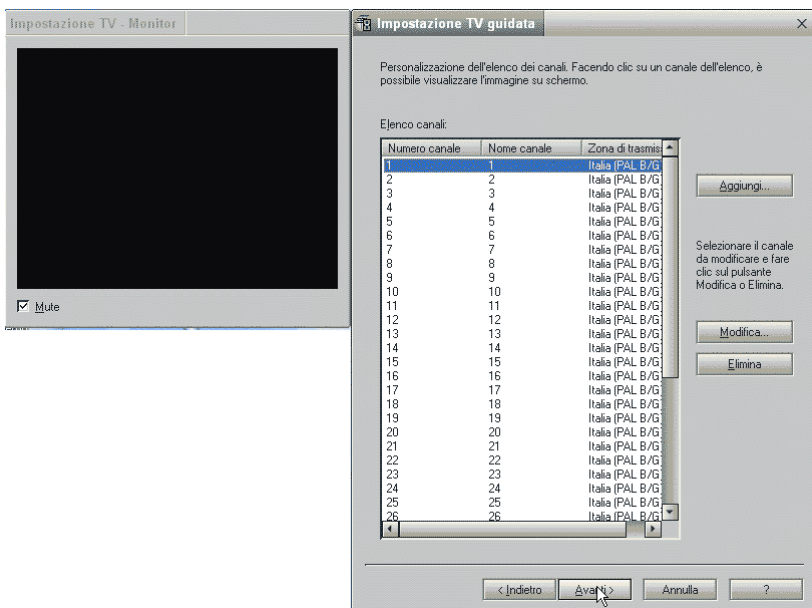 Impostazione TV - Monitor
Mute
Impostazione TV guidata
Personalizzazione dell'elenco dei canali. Facendo clic su un canale dell'elenco, è
possibile visualizzare l'immagine su schermo.
Elenco canali:
Numero canale Nome canale Zona di trasmis
1 1 Italia (PAL B/G
2 2 Italia (PAL B/G
3 3 Italia (PAL B/G
4 4 Italia (PAL B/G
5 5 Italia (PAL B/G
6 6 Italia (PAL B/G
7 7 Italia (PAL B/G
8 8 Italia (PAL B/G
9 9 Italia (PAL B/G
10 10 Italia (PAL B/G
11 11 Italia (PAL B/G
12 12 Italia (PAL B/G
13 13 Italia (PAL B/G
14 14 Italia (PAL B/G
15 15 Italia (PAL B/G
16 16 Italia (PAL B/G
17 17 Italia (PAL B/G
18 18 Italia (PAL B/G
19 19 Italia (PAL B/G
20 20 Italia (PAL B/G
21 21 Italia (PAL B/G
22 22 Italia (PAL B/G
23 23 Italia (PAL B/G
24 24 Italia (PAL B/G
25 25 Italia (PAL B/G
26 26 Italia (PAL B/G
Aggiungi...
Selezionare il canale
da modificare e fare
clic sul pulsante
Modifica o Elimina.
Modifica...
Elimina
< Indietro Avanti > Annulla ?